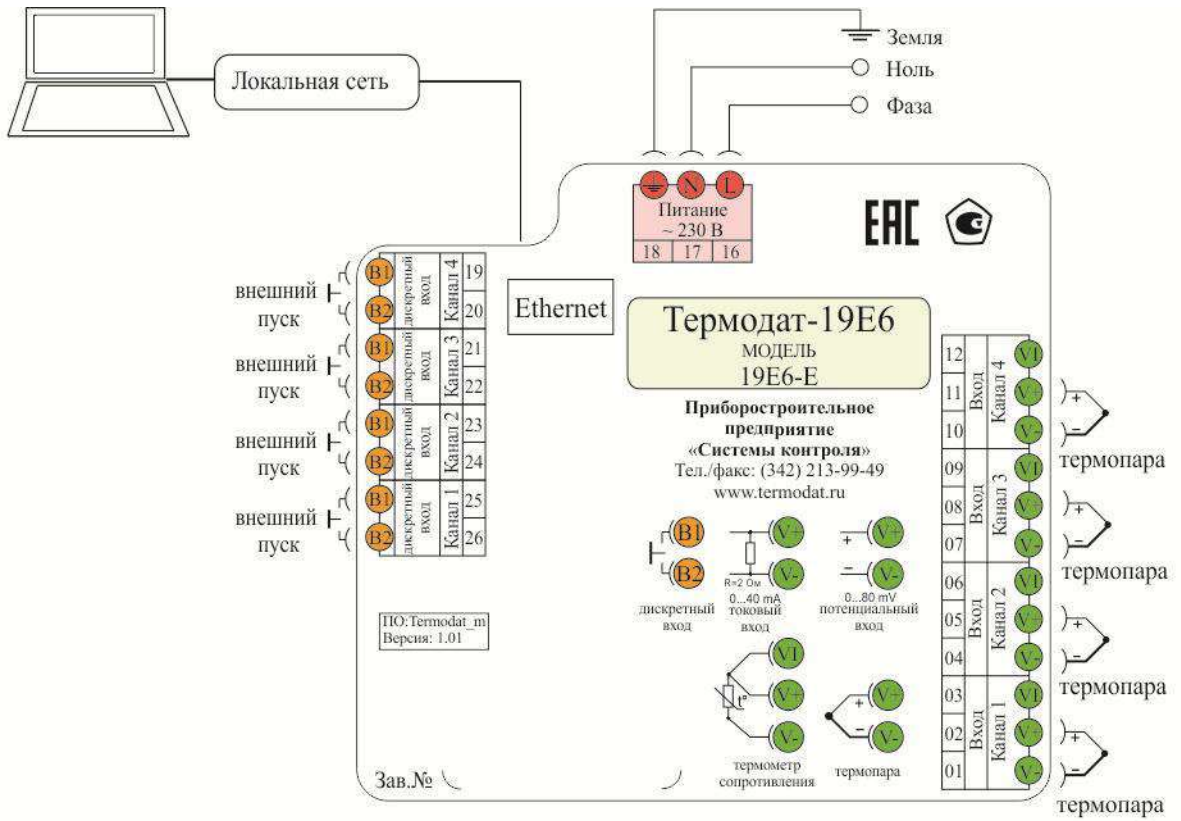 Локальная сеть
Земля
Ноль
Фаза
N L
Питание
~ 230 В
18 17 16
EAC
внешний
пуск
B1
B2
дискретный
вход
Канал 4
19
20
внешний
пуск
B1
B2
дискретный
вход
Канал 3
21
22
внешний
пуск
B1
B2
дискретный
вход
Канал 2
23
24
внешний
пуск
B1
B2
дискретный
вход
Канал 1
25
26
Ethernet
Термодат-19Е6
МОДЕЛЬ
19Е6-Е
Приборостроительное
предприятие
«Системы контроля»
Тел./факс: (342) 213-99-49
www.termodat.ru
B1
B2
дискретный
вход
V+
V-
R=2 Ом
0...40 mA
токовый
вход
+ V+
− V-
0...80 mV
потенциальный
вход
VI
V+
V-
t°
термометр
сопротивления
+ V+
− V-
термопара
12
11
10
Вход
Канал 4
VI
V+
V-
+
−
термопара
09
08
07
Вход
Канал 3
VI
V+
V-
+
−
термопара
06
05
04
Вход
Канал 2
VI
V+
V-
+
−
термопара
03
02
01
Вход
Канал 1
VI
V+
V-
+
−
термопара
ПО:Termodat_m
Версия: 1.01
Зав.№